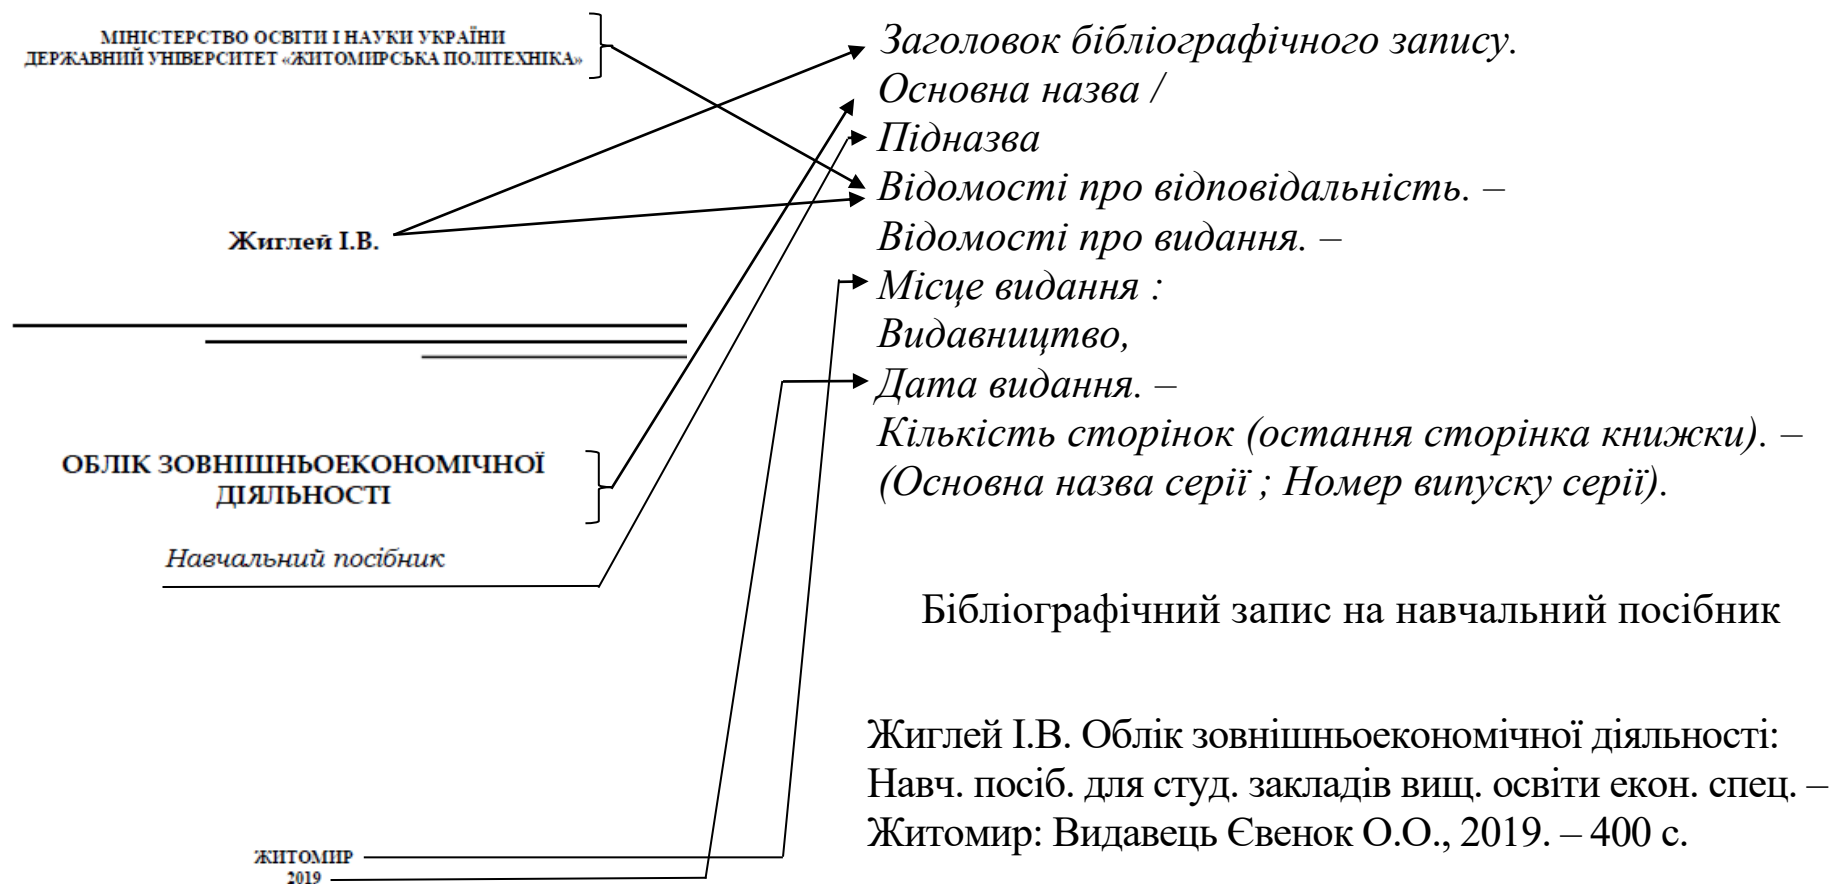 МІНІСТЕРСТВО ОСВІТИ І НАУКИ УКРАЇНИ
ДЕРЖАВНИЙ УНІВЕРСИТЕТ «ЖИТОМИРСЬКА ПОЛІТЕХНІКА»
Жиглей І.В.
ОБЛІК ЗОВНІШНЬОЕКОНОМІЧНОЇ
ДІЯЛЬНОСТІ
Навчальний посібник
ЖИТОМИР
2019
Заголовок бібліографічного запису.
Основна назва /
Підназва
Відомості про відповідальність. –
Відомості про видання. –
Місце видання :
Видавництво,
Дата видання. –
Кількість сторінок (остання сторінка книжки). –
(Основна назва серії ; Номер випуску серії).
Бібліографічний запис на навчальний посібник
Жиглей І.В. Облік зовнішньоекономічної діяльності:
Навч. посіб. для студ. закладів вищ. освіти екон. спец. –
Житомир: Видавець Євенок О.О., 2019. – 400 с.